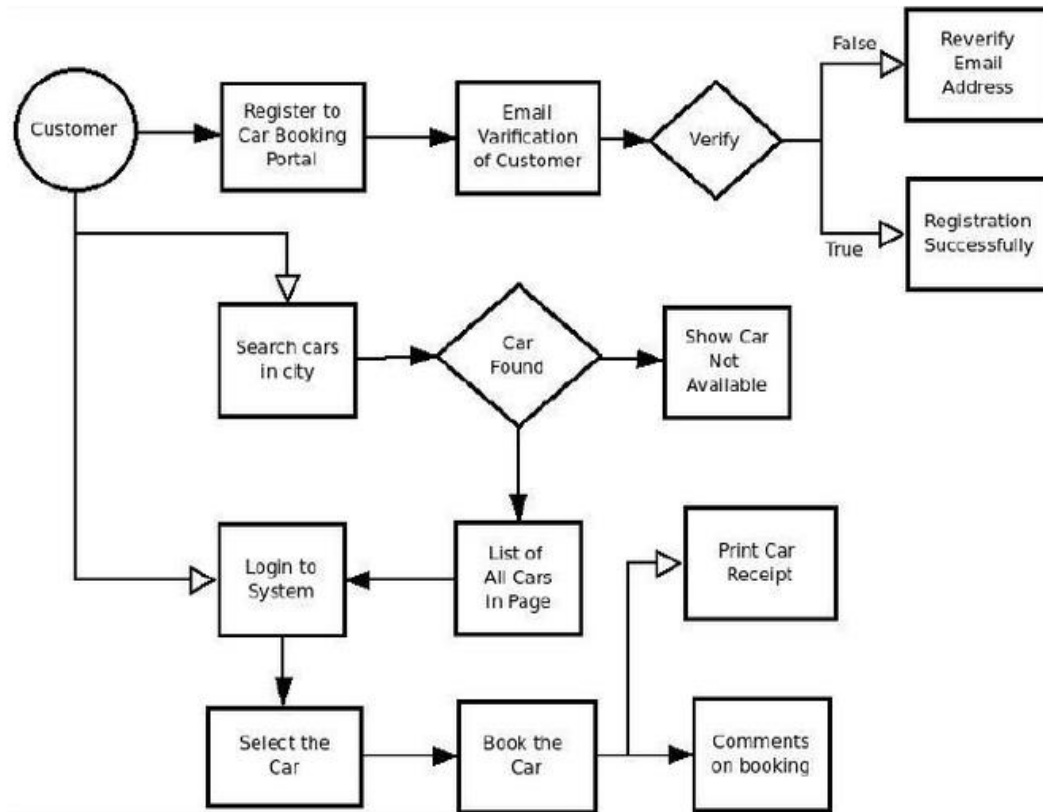 Customer
Register to
Car Booking
Portal
Email
Varification
of Customer
Verify
False
Reverify
Email
Address
True
Registration
Successfully
Search cars
in city
Car
Found
Show Car
Not
Available
Login to
System
List of
All Cars
in Page
Print Car
Receipt
Select the
Car
Book the
Car
Comments
on booking